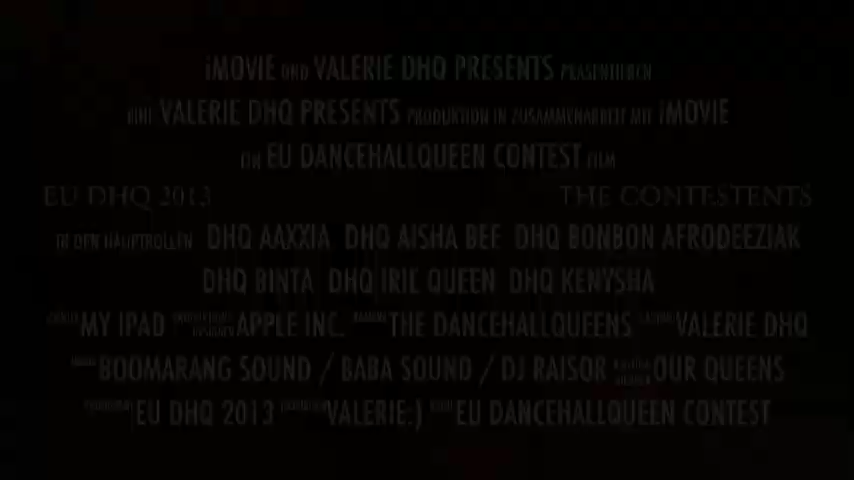 iMOVIE UND VALERIE DHQ PRESENTS PRÄSENTIEREN
EINE VALERIE DHQ PRESENTS PRODUKTION IN ZUSAMMENARBEIT MIT iMOVIE
EIN EU DANCEHALLQUEEN CONTEST FILM
EU DHQ 2013 THE CONTESTENTS
IN DEN HAUPTROLLEN DHQ AAXXIA DHQ AISHA BEE DHQ BONBON AFRODEEZIAK
DHQ BINTA DHQ IRIE QUEEN DHQ KENYSHA
MY IPAD APPLE INC. THE DANCEHALLQUEENS VALERIE DHQ
BOOMARANG SOUND / BABA SOUND / DJ RAISOR OUR QUEENS
EU DHQ 2013 VALERIE:) EU DANCEHALLQUEEN CONTEST